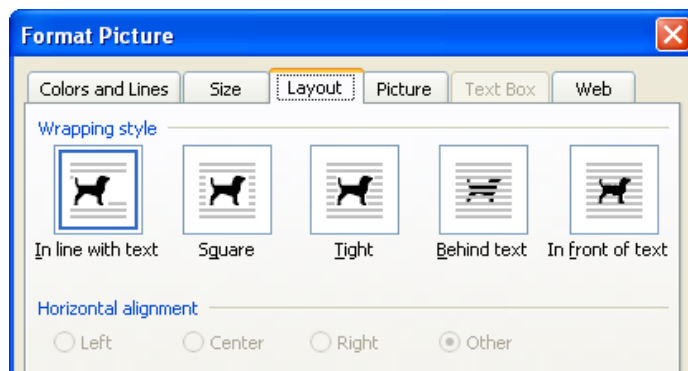 Format Picture
Colors and Lines Size Layout Picture Text Box Web
Wrapping style
In line with text Square Tight Behind text In front of text
Horizontal alignment
Left Center Right Other